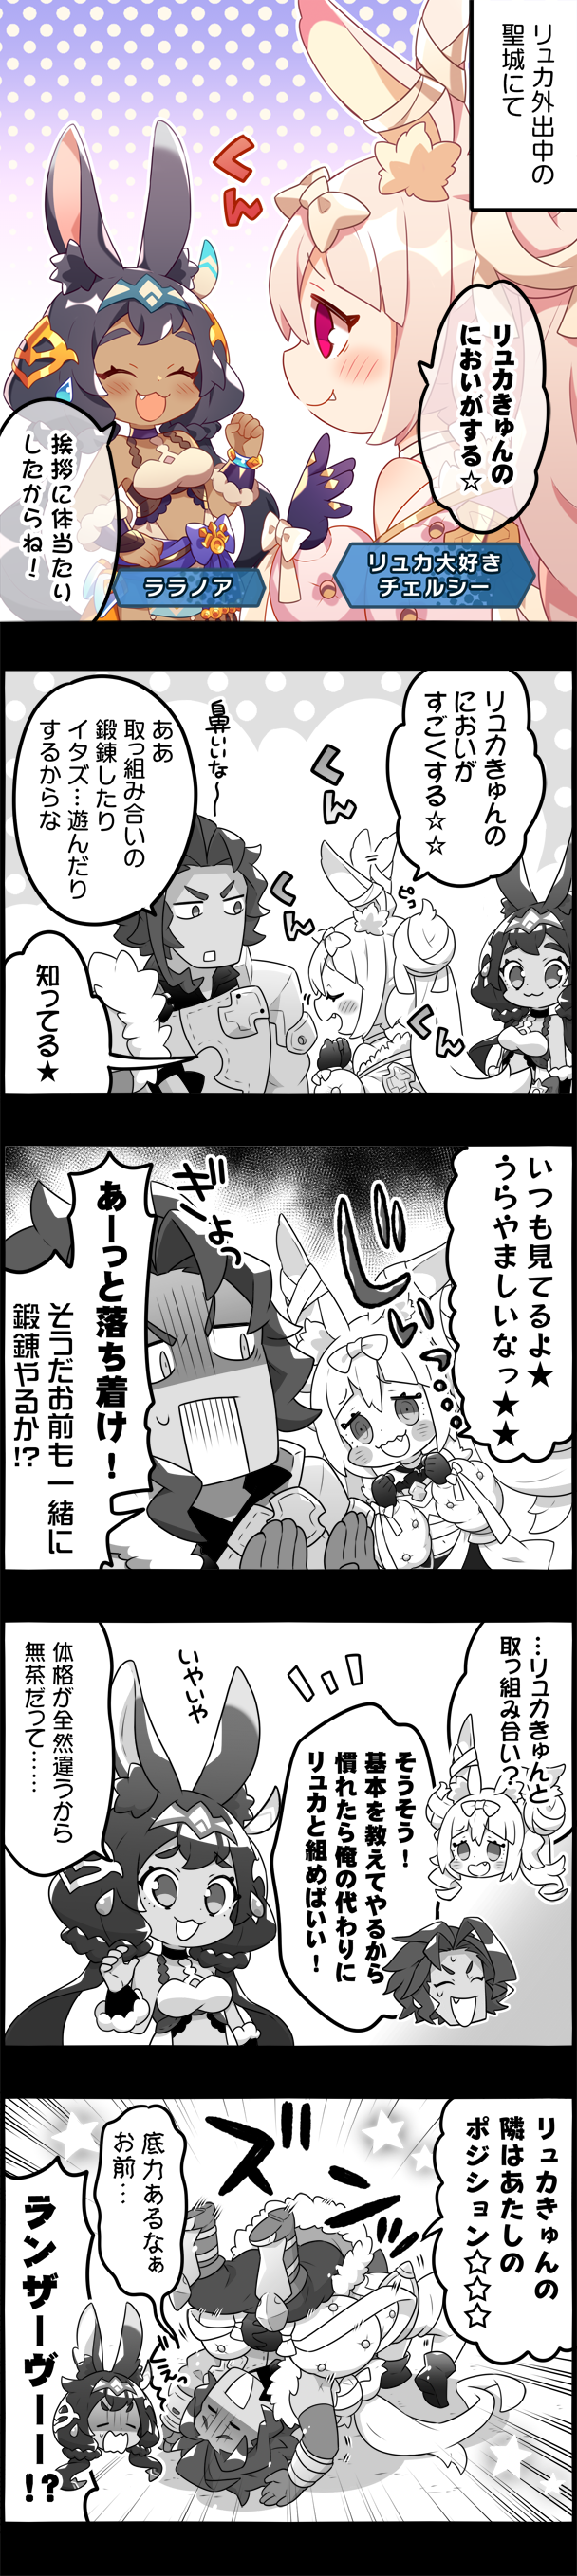 リュカ外出中の
聖城にて
くん
リュカきゅんの
においがする☆
挨拶に体当たり
したからね！
ララノア
リュカ大好き
チェルシー
リュカきゅんの
においが
すごくする☆☆
くん
くん
くん
ぴん
鼻いいな〜
ああ
取っ組み合いの
鍛錬したり
イタズ…遊んだり
するからな
知ってる★
いつも見てるよ★
うらやましいなっ★★
じいっ……
ぎょっ
あーっと落ち着け！
そうだお前も一緒に
鍛錬やるか!?
…リュカきゅんと
取っ組み合い？
そうそう！
基本を教えてやるから
慣れたら俺の代わりに
リュカと組めばいい！
いやいや
体格が全然違うから
無茶だって……
リュカきゅんの
隣はあたしの
ポジション☆☆☆
ズドン
底力あるなぁ
お前…
ランザーヴーー!?